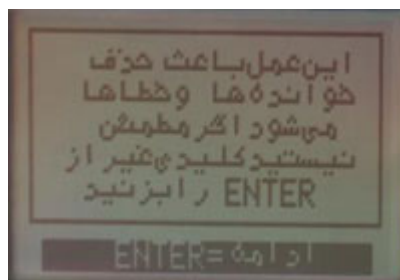 این عمل باعث حذف
خوانده‌ها و خطاها
می‌شود اگر مطمئن
نیستید کلیدی غیر از
ENTER را بزنید
ادامه=ENTER